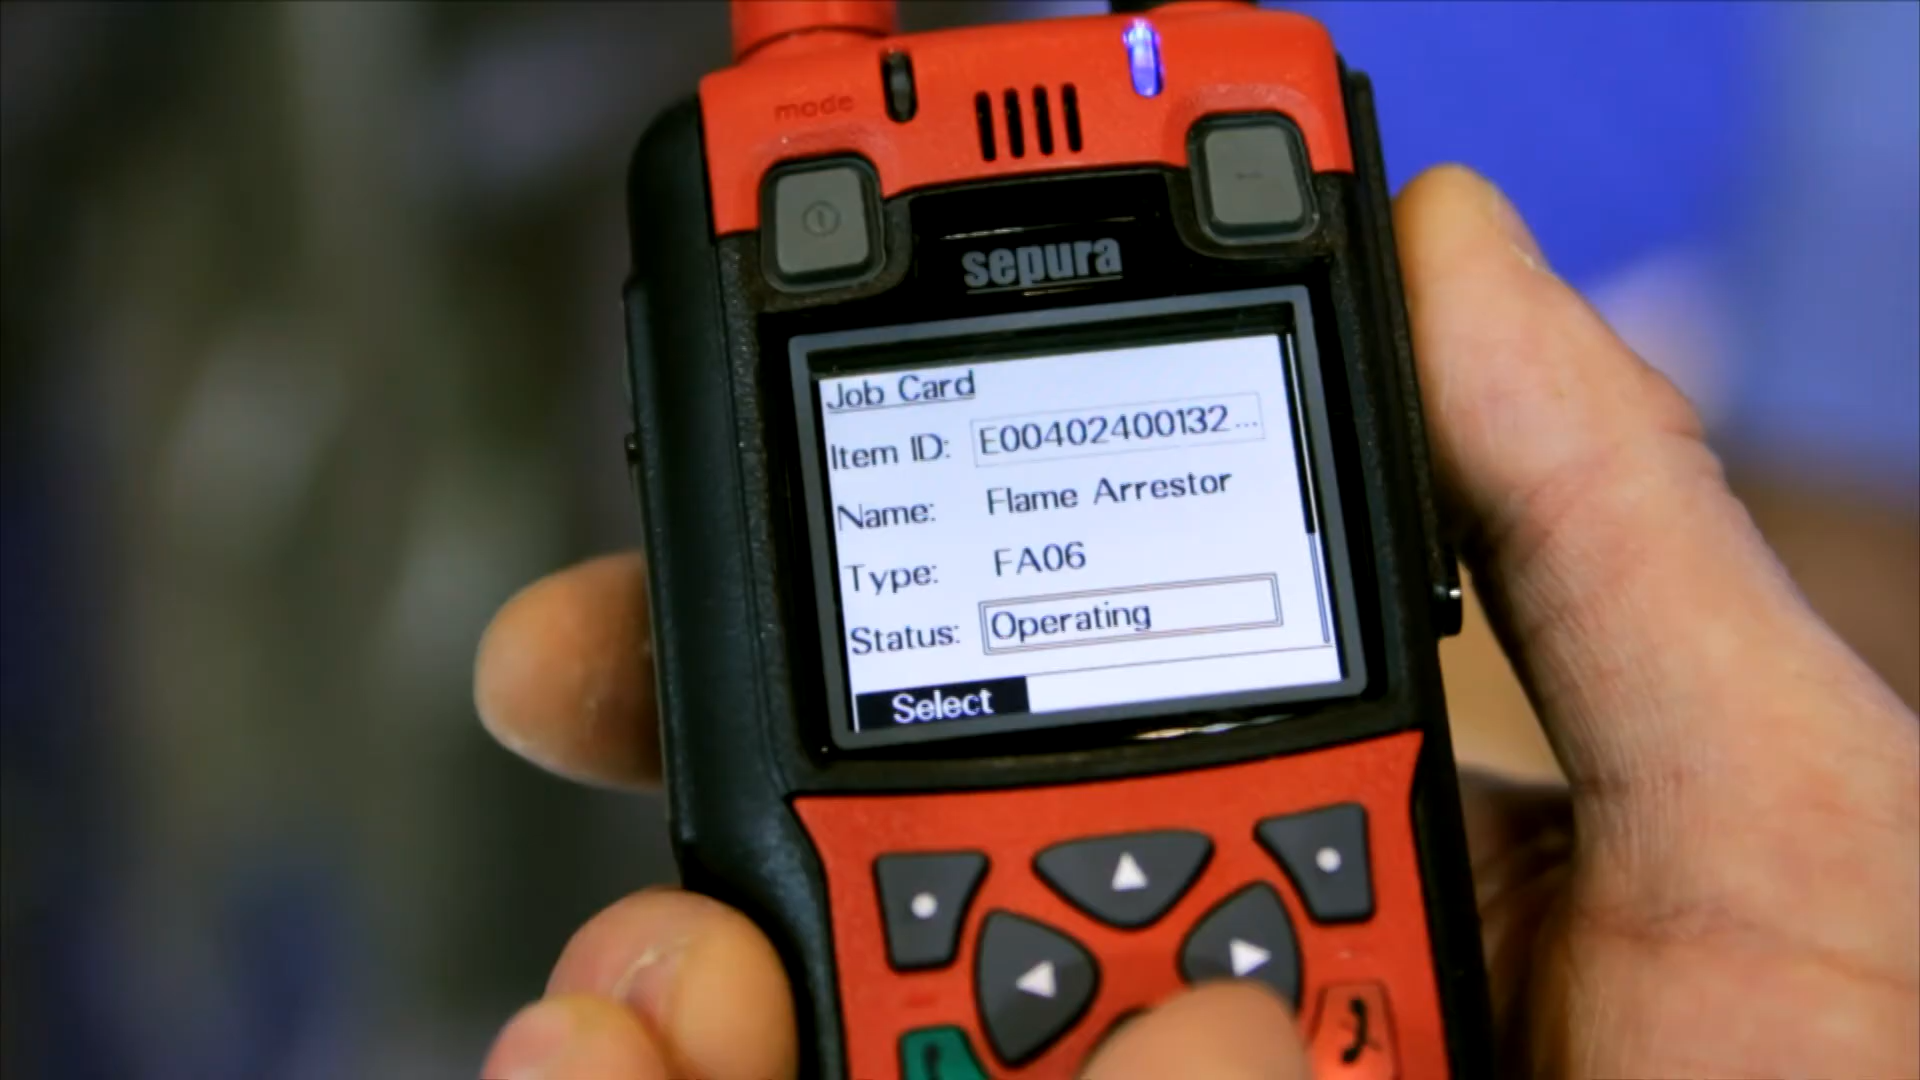 mode
sepura
Job Card
Item ID: E00402400132...
Name: Flame Arrestor
Type: FA06
Status: Operating
Select